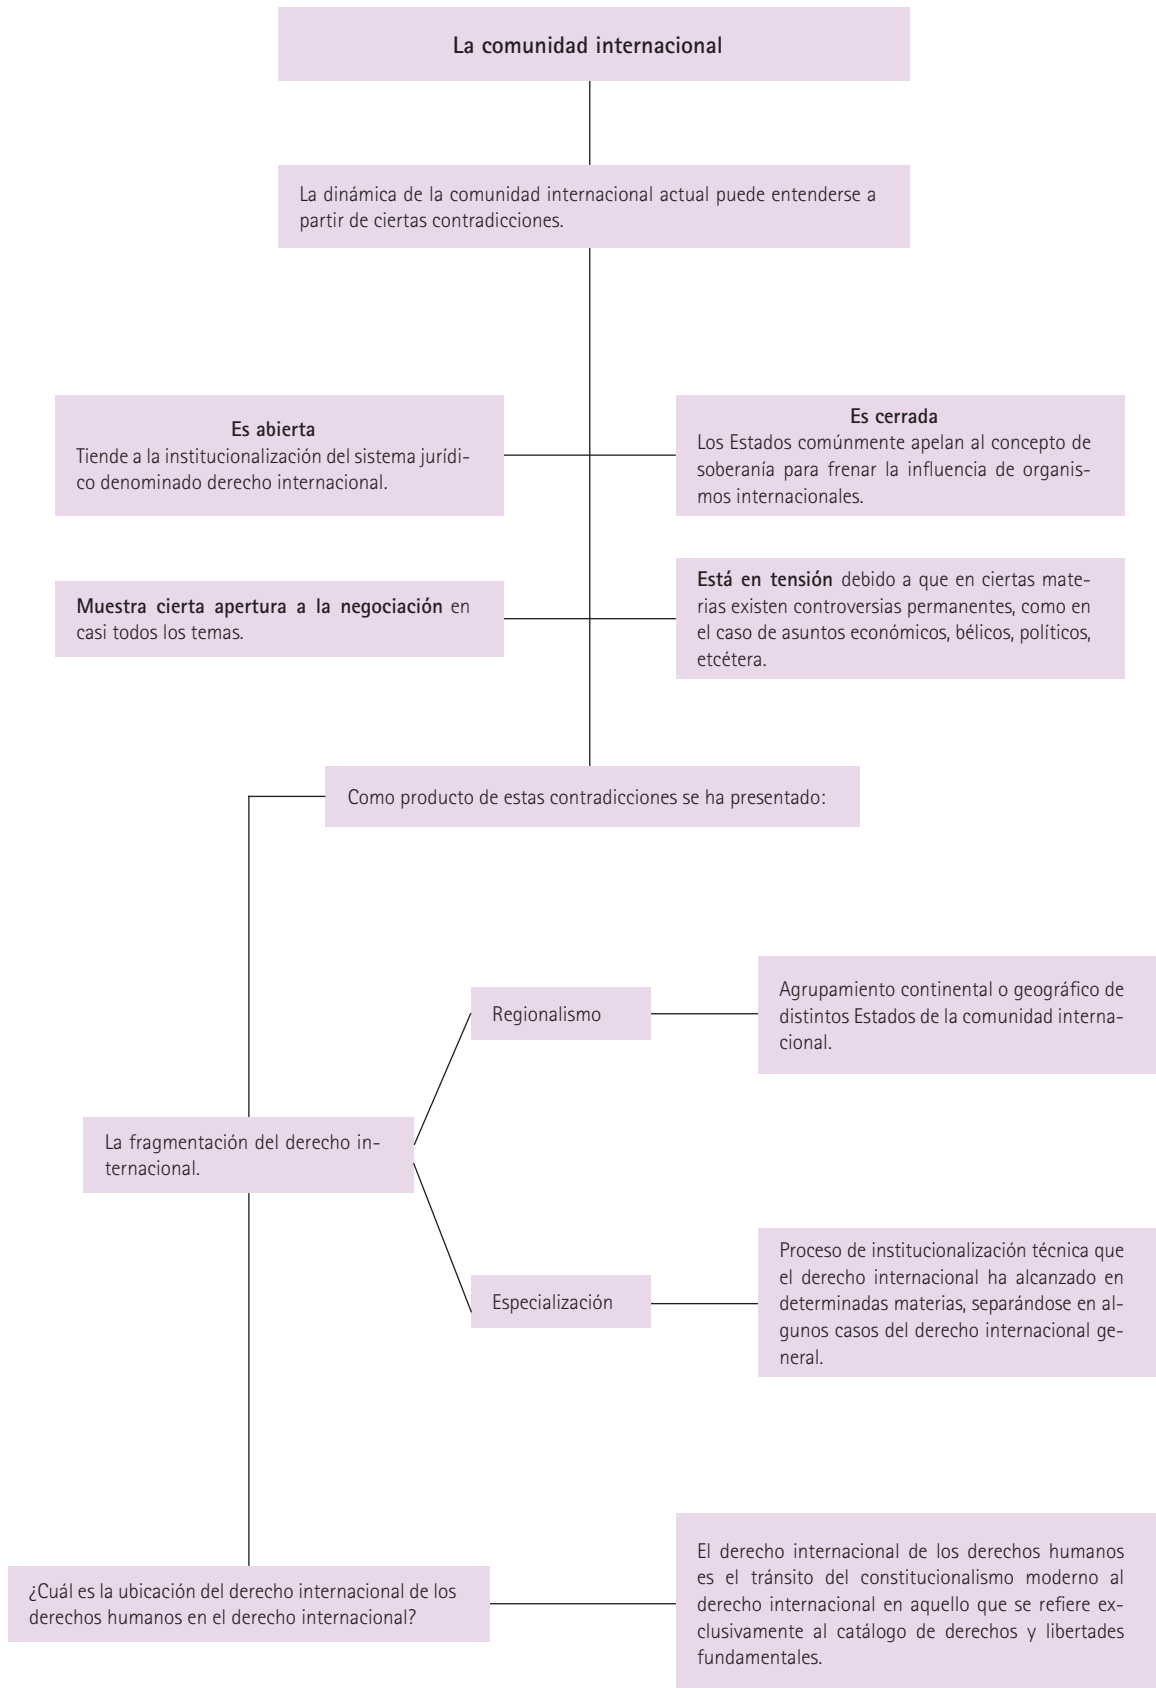 La comunidad internacional
La dinámica de la comunidad internacional actual puede entenderse a
partir de ciertas contradicciones.
Es abierta
Tiende a la institucionalización del sistema jurídi-
co denominado derecho internacional.
Es cerrada
Los Estados comúnmente apelan al concepto de
soberanía para frenar la influencia de organis-
mos internacionales.
Muestra cierta apertura a la negociación en
casi todos los temas.
Está en tensión debido a que en ciertas mate-
rias existen controversias permanentes, como en
el caso de asuntos económicos, bélicos, políticos,
etcétera.
Como producto de estas contradicciones se ha presentado:
La fragmentación del derecho in-
ternacional.
Regionalismo
Agrupamiento continental o geográfico de
distintos Estados de la comunidad interna-
cional.
Especialización
Proceso de institucionalización técnica que
el derecho internacional ha alcanzado en
determinadas materias, separándose en al-
gunos casos del derecho internacional ge-
neral.
¿Cuál es la ubicación del derecho internacional de los
derechos humanos en el derecho internacional?
El derecho internacional de los derechos humanos
es el tránsito del constitucionalismo moderno al
derecho internacional en aquello que se refiere ex-
clusivamente al catálogo de derechos y libertades
fundamentales.